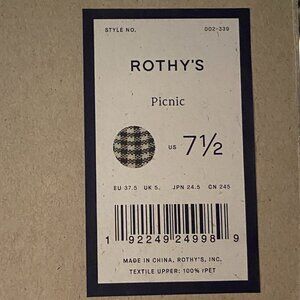 STYLE NO. 002-339
ROTHY'S
Picnic
US 7½
EU 37.5 UK 5. JPN 24.5 CN 245
1 92249 24998 9
MADE IN CHINA, ROTHY'S, INC.
TEXTILE UPPER: 100% rPET